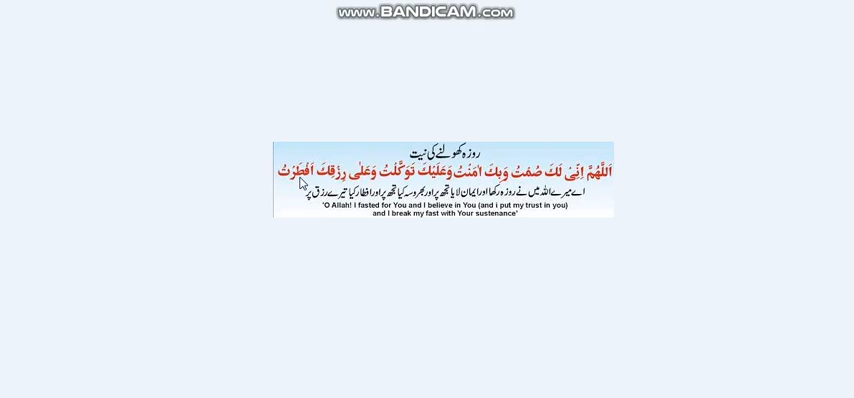 www.BANDICAM.com
روزہ کھولنے کی نیت
اَللّٰهُمَّ اِنِّیْ لَكَ صُمْتُ وَبِكَ اٰمَنْتُ وَعَلَيْكَ تَوَكَّلْتُ وَعَلٰی رِزْقِكَ اَفْطَرْتُ
اے میرے اللہ میں نے روزہ رکھا اور ایمان لایا تجھ پر اور بھروسہ کیا تجھ پر اور افطار کیا تیرے رزق پر
'O Allah! I fasted for You and I believe in You (and i put my trust in you)
and I break my fast with Your sustenance'